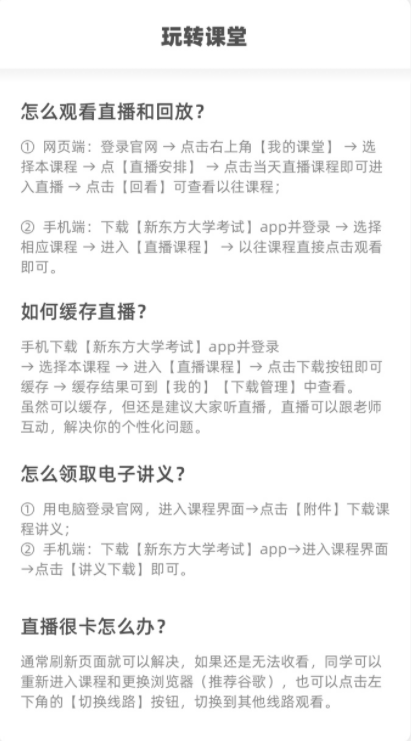 玩转课堂
怎么观看直播和回放？
① 网页端：登录官网 → 点击右上角【我的课堂】 → 选
择本课程 → 点【直播安排】 → 点击当天直播课程即可进
入直播 → 点击【回看】可查看以往课程；
② 手机端：下载【新东方大学考试】app并登录 → 选择
相应课程 → 进入【直播课程】 → 以往课程直接点击观看
即可。
如何缓存直播？
手机下载【新东方大学考试】app并登录
→ 选择本课程 → 进入【直播课程】→ 点击下载按钮即可
缓存 → 缓存结果可到【我的】【下载管理】中查看。
虽然可以缓存，但还是建议大家听直播，直播可以跟老师
互动，解决你的个性化问题。
怎么领取电子讲义？
① 用电脑登录官网，进入课程界面→点击【附件】下载课
程讲义；
② 手机端：下载【新东方大学考试】app→进入课程界面
→点击【讲义下载】即可。
直播很卡怎么办？
通常刷新页面就可以解决，如果还是无法收看，同学可以
重新进入课程和更换浏览器（推荐谷歌），也可以点击左
下角的【切换线路】按钮，切换到其他线路观看。